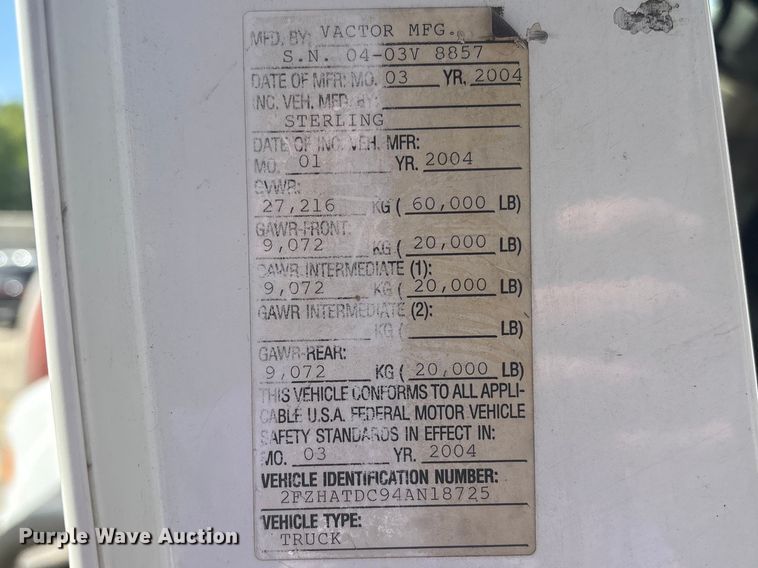 MFD. BY: VACTOR MFG.
S.N. 04-03V 8857
DATE OF MFR: MO. 03 YR. 2004
INC. VEH. MFD. BY:
STERLING
DATE OF INC. VEH. MFR:
MO. 01 YR. 2004
GVWR:
27,216 KG ( 60,000 LB)
GAWR-FRONT:
9,072 KG ( 20,000 LB)
GAWR INTERMEDIATE (1):
9,072 KG ( 20,000 LB)
GAWR INTERMEDIATE (2):
KG ( LB)
GAWR-REAR:
9,072 KG ( 20,000 LB)
THIS VEHICLE CONFORMS TO ALL APPLI-
CABLE U.S.A. FEDERAL MOTOR VEHICLE
SAFETY STANDARDS IN EFFECT IN:
MO. 03 YR. 2004
VEHICLE IDENTIFICATION NUMBER:
2FZHATDC94AN18725
VEHICLE TYPE:
TRUCK
Purple Wave Auction®